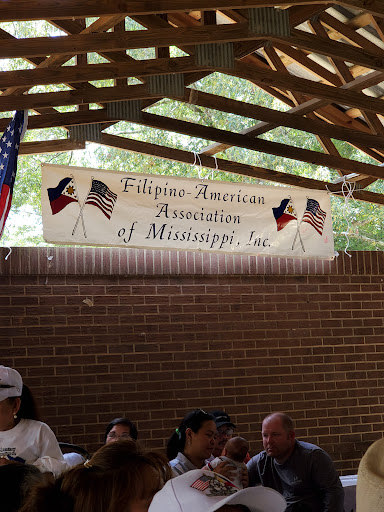 Filipino-American
Association
of Mississippi, Inc.